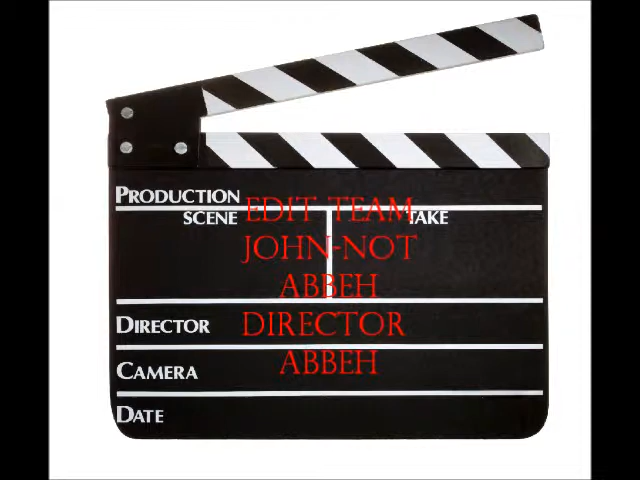 PRODUCTION
SCENE
TAKE
DIRECTOR
CAMERA
DATE
EDIT TEAM
JOHN-NOT
ABBEH
DIRECTOR
ABBEH